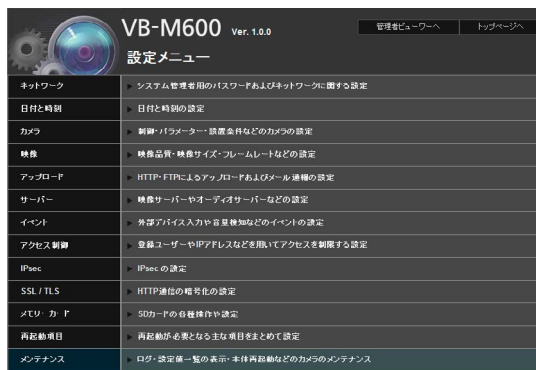 VB-M600 Ver. 1.0.0
管理者ビューワーへ
トップページへ
設定メニュー
ネットワーク
システム管理者用のパスワードおよびネットワークに関する設定
日付と時刻
日付と時刻の設定
カメラ
制御・パラメーター・設置条件などのカメラの設定
映像
映像品質・映像サイズ・フレームレートなどの設定
アップロード
HTTP・FTPによるアップロードおよびメール通報の設定
サーバー
映像サーバーやオーディオサーバーなどの設定
イベント
外部デバイス入力や音量検知などのイベントの設定
アクセス制御
登録ユーザーやIPアドレスなどを用いてアクセスを制限する設定
IPsec
IPsec の設定
SSL / TLS
HTTP通信の暗号化の設定
メモリーカード
SDカードの各種操作や設定
再起動項目
再起動が必要となる主な項目をまとめて設定
メンテナンス
ログ・設定値一覧の表示・本体再起動などのカメラのメンテナンス